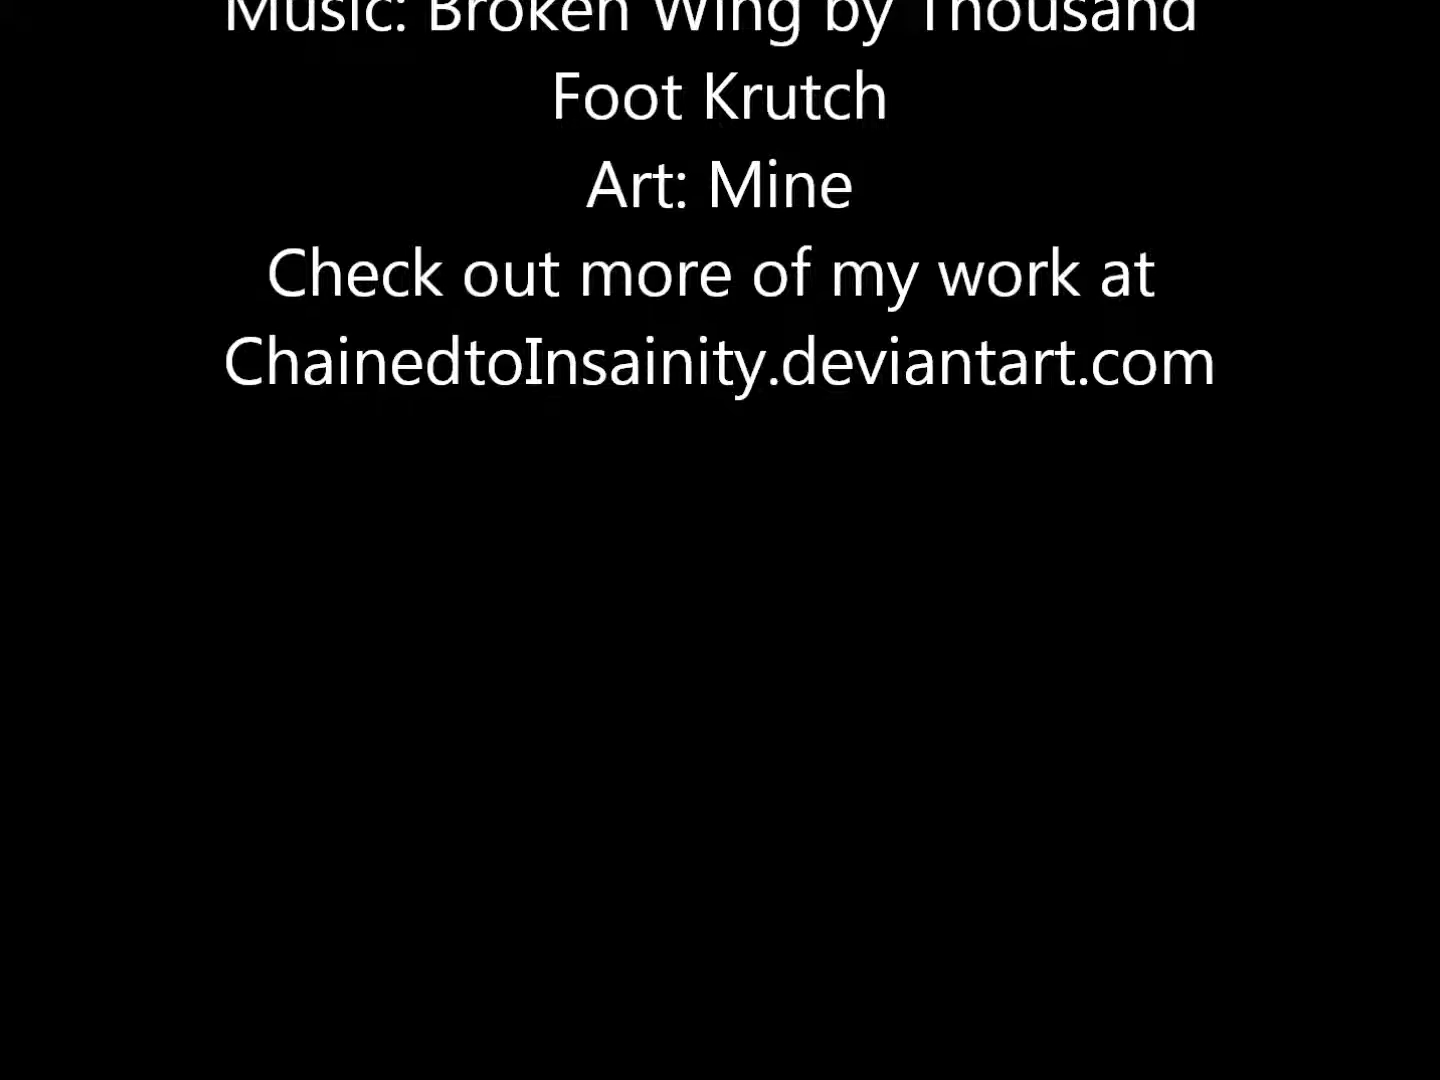 Music: Broken Wing by Thousand
Foot Krutch
Art: Mine
Check out more of my work at
ChainedtoInsainity.deviantart.com